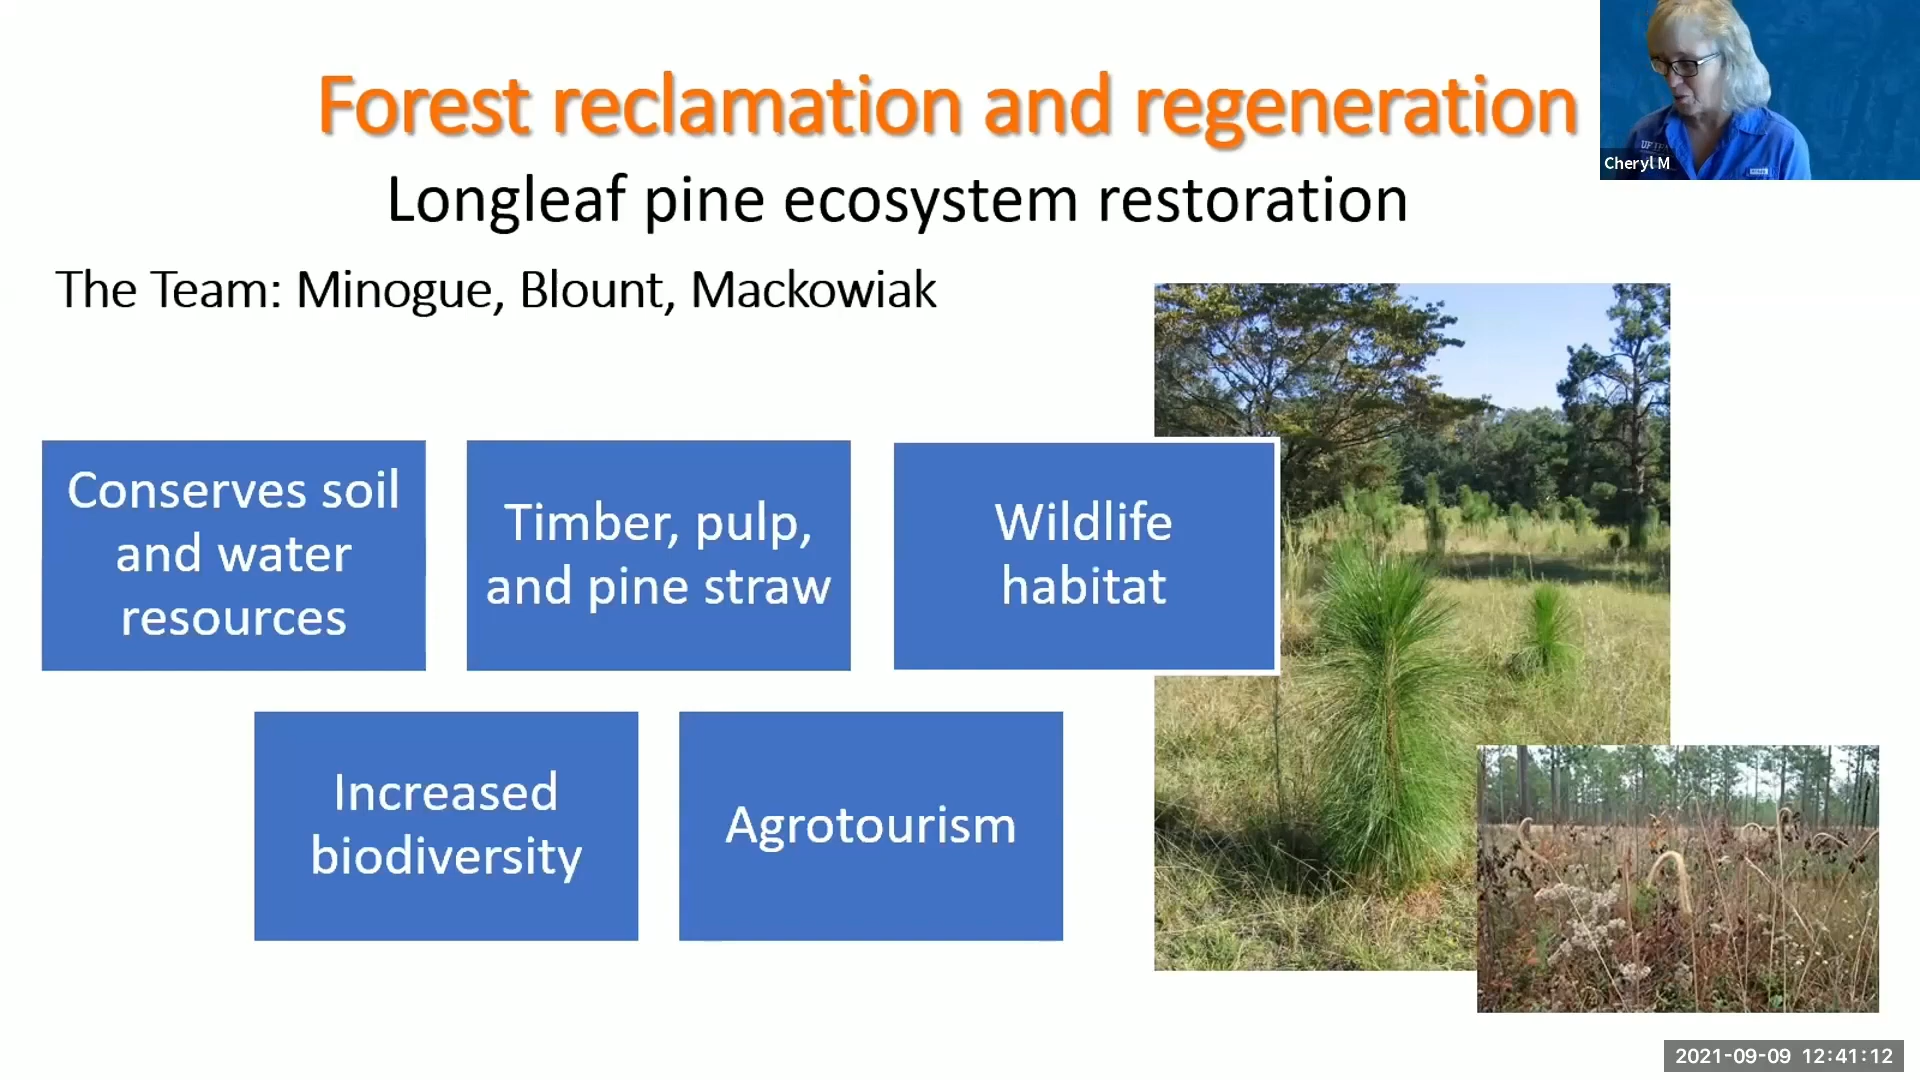 Forest reclamation and regeneration
Longleaf pine ecosystem restoration
The Team: Minogue, Blount, Mackowiak
Conserves soil
and water
resources
Timber, pulp,
and pine straw
Wildlife
habitat
Increased
biodiversity
Agrotourism
Cheryl M
2021-09-09 12:41:12